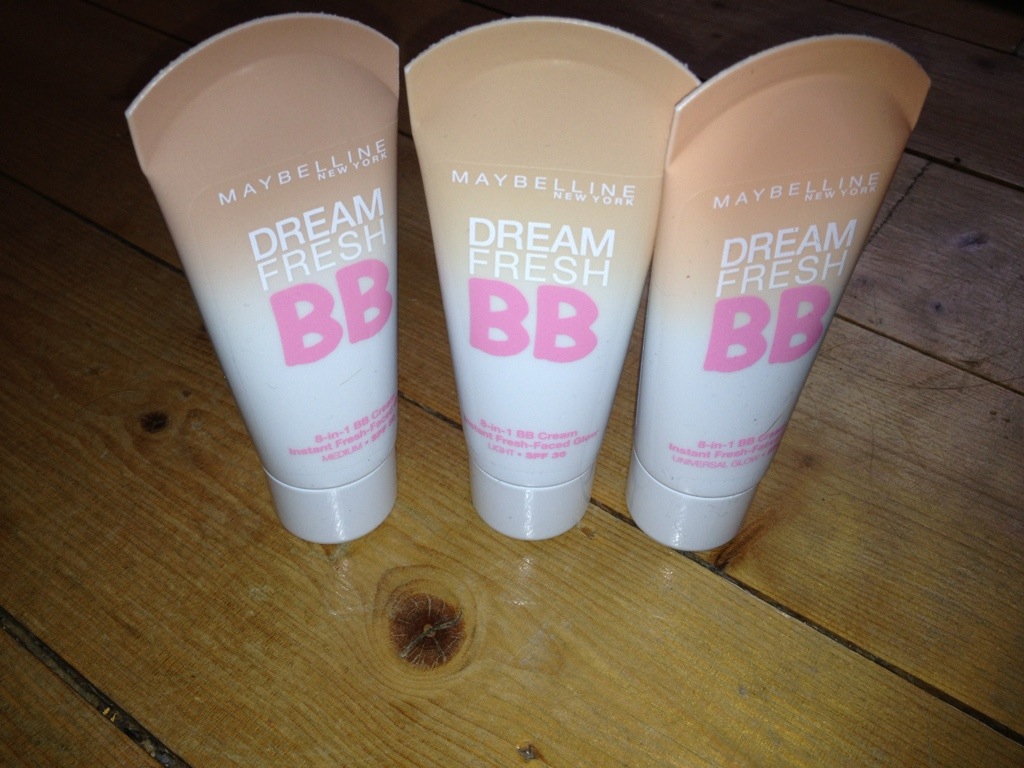 MAYBELLINE
NEW YORK
DREAM
FRESH
BB
8-in-1 BB Cream
Instant Fresh-Faced
MEDIUM • SPF
MAYBELLINE
NEW YORK
DREAM
FRESH
BB
8-in-1 BB Cream
Instant Fresh-Faced Glow
LIGHT • SPF 30
MAYBELLINE
NEW YORK
DREAM
FRESH
BB
8-in-1 BB Cream
Instant Fresh-Faced
UNIVERSAL GLOW